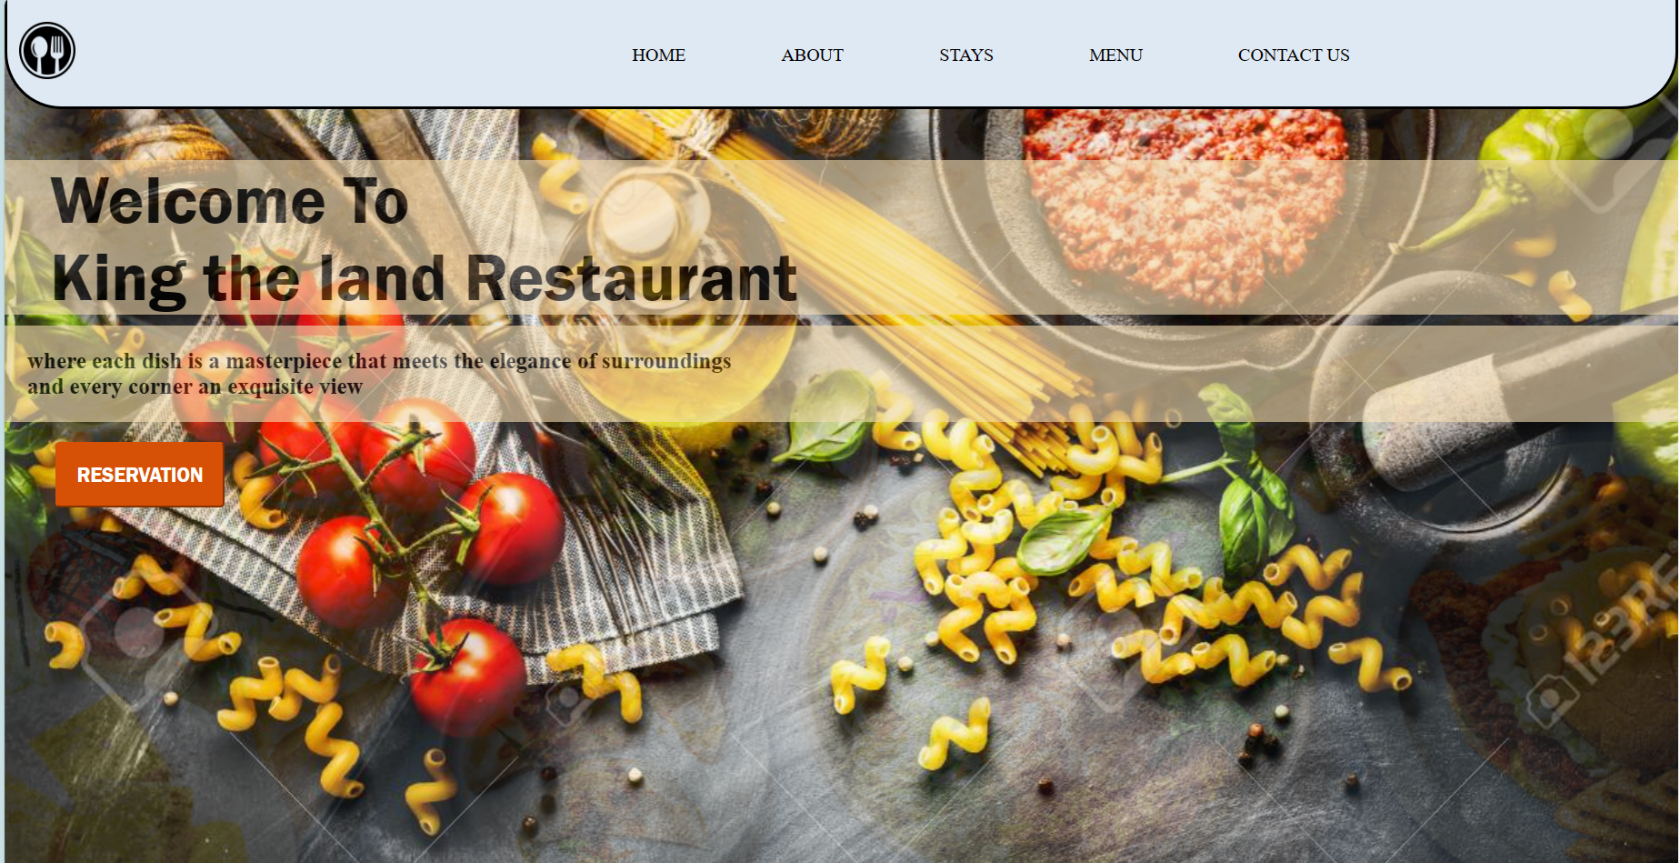 HOME ABOUT STAYS MENU CONTACT US
Welcome To
King the land Restaurant
where each dish is a masterpiece that meets the elegance of surroundings
and every corner an exquisite view
RESERVATION
123RF